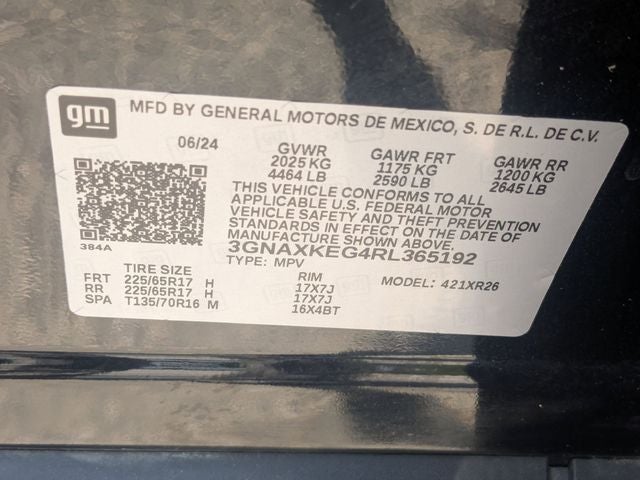 gm
MFD BY GENERAL MOTORS DE MEXICO, S. DE R.L. DE C.V.
06/24 GVWR GAWR FRT GAWR RR
2025 KG 1175 KG 1200 KG
4464 LB 2590 LB 2645 LB
THIS VEHICLE CONFORMS TO ALL
APPLICABLE U.S. FEDERAL MOTOR
VEHICLE SAFETY AND THEFT PREVENTION
STANDARDS IN EFFECT ON THE DATE OF
MANUFACTURE SHOWN ABOVE.
384A
3GNAXKEG4RL365192
TYPE: MPV
TIRE SIZE RIM MODEL: 421XR26
FRT 225/65R17 H 17X7J
RR 225/65R17 H 17X7J
SPA T135/70R16 M 16X4BT